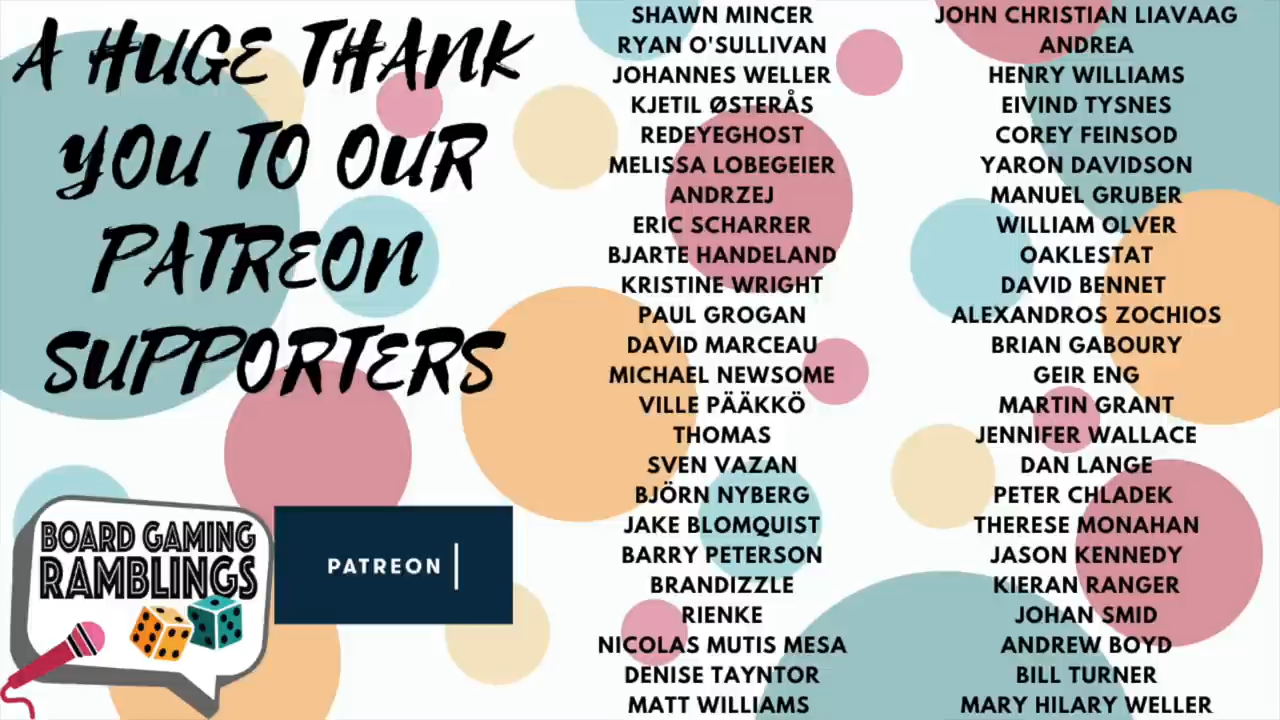 A HUGE THANK
YOU TO OUR
PATREON
SUPPORTERS
BOARD GAMING
RAMBLINGS
PATREON
SHAWN MINCER
RYAN O'SULLIVAN
JOHANNES WELLER
KJETIL ØSTERÅS
REDEYEGHOST
MELISSA LOBEGEIER
ANDRZEJ
ERIC SCHARRER
BJARTE HANDELAND
KRISTINE WRIGHT
PAUL GROGAN
DAVID MARCEAU
MICHAEL NEWSOME
VILLE PÄÄKKÖ
THOMAS
SVEN VAZAN
BJÖRN NYBERG
JAKE BLOMQUIST
BARRY PETERSON
BRANDIZZLE
RIENKE
NICOLAS MUTIS MESA
DENISE TAYNTOR
MATT WILLIAMS
JOHN CHRISTIAN LIAVAAG
ANDREA
HENRY WILLIAMS
EIVIND TYSNES
COREY FEINSOD
YARON DAVIDSON
MANUEL GRUBER
WILLIAM OLVER
OAKLESTAT
DAVID BENNET
ALEXANDROS ZOCHIOS
BRIAN GABOURY
GEIR ENG
MARTIN GRANT
JENNIFER WALLACE
DAN LANGE
PETER CHLADEK
THERESE MONAHAN
JASON KENNEDY
KIERAN RANGER
JOHAN SMID
ANDREW BOYD
BILL TURNER
MARY HILARY WELLER